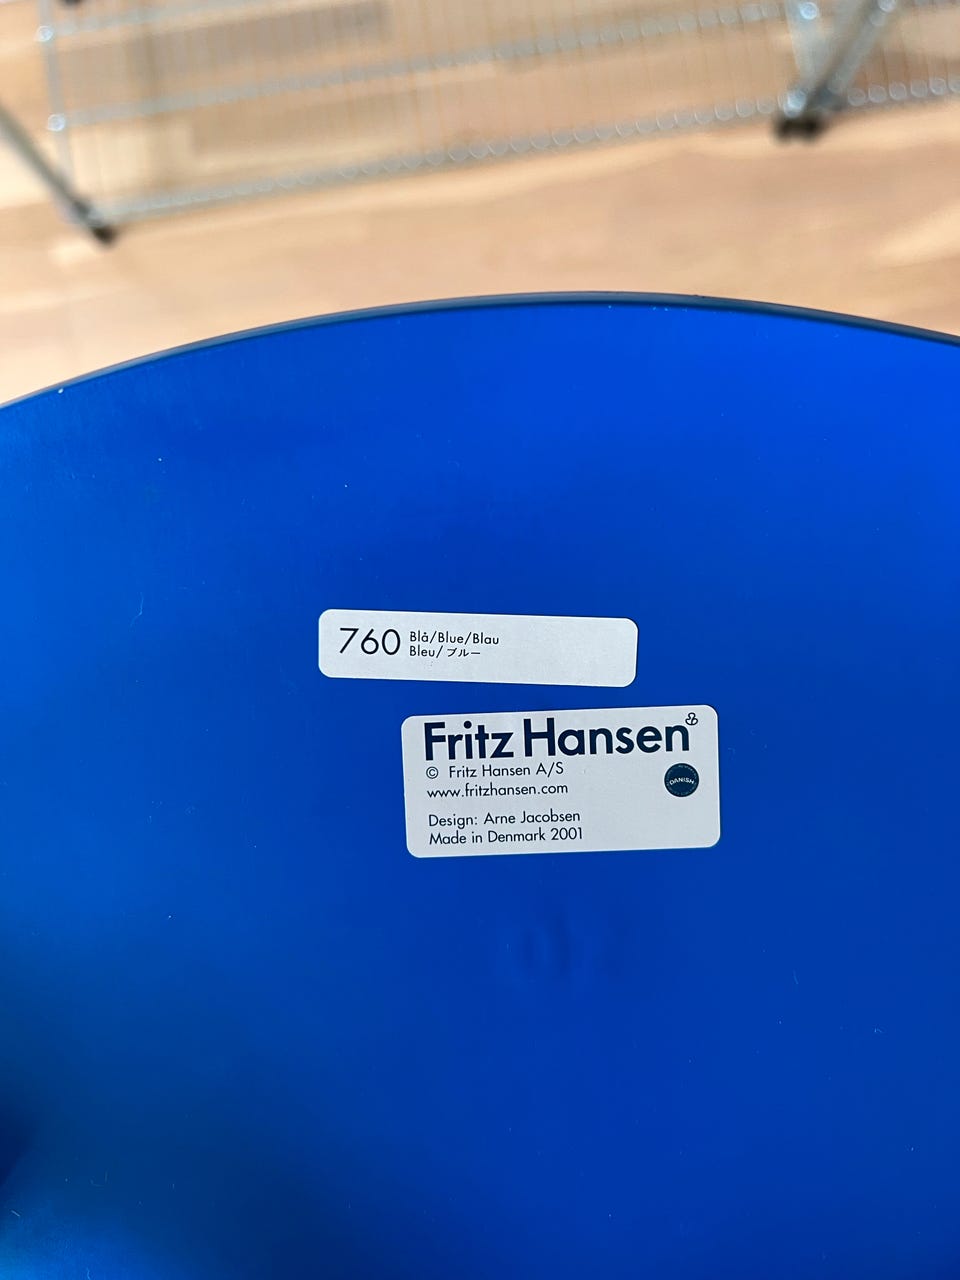 760 Blå/Blue/Blau
Bleu/ブルー
Fritz Hansen
© Fritz Hansen A/S
www.fritzhansen.com
DANISH
Design: Arne Jacobsen
Made in Denmark 2001